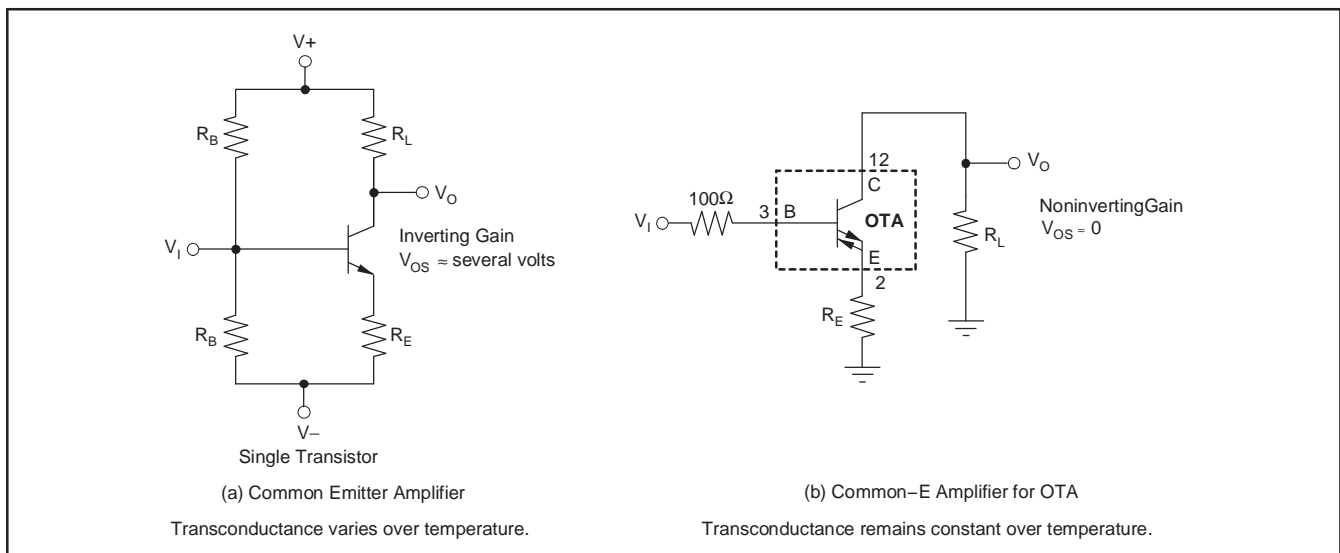 V+
R_B
R_L
V_O
V_I
Inverting Gain
V_OS ≈ several volts
R_B
R_E
V−
Single Transistor
(a) Common Emitter Amplifier
Transconductance varies over temperature.
12
C
V_O
100Ω
3
B
V_I
OTA
NoninvertingGain
V_OS ≈ 0
R_L
E
2
R_E
(b) Common−E Amplifier for OTA
Transconductance remains constant over temperature.